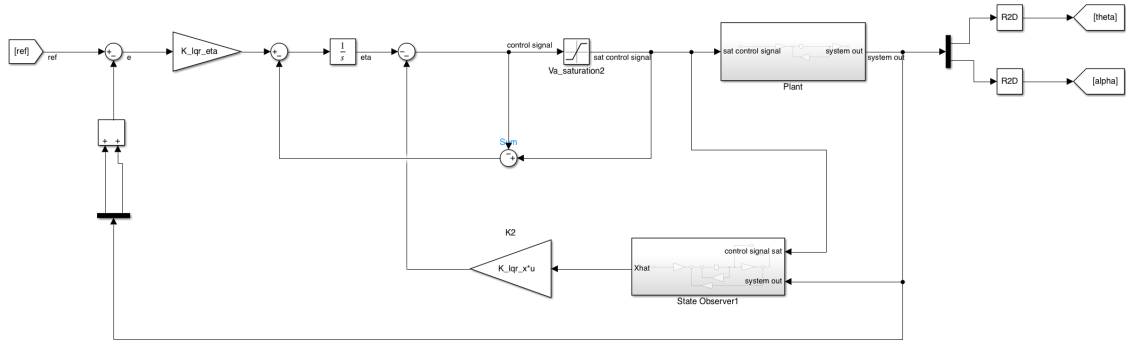 [ref]
ref
+
-
e
K_lqr_eta
+
-
1
s
eta
-
-
control signal
Va_saturation2
sat control signal
sat control signal
system out
Plant
system out
R2D
[theta]
R2D
[alpha]
Sum
-
+
+ +
K2
K_lqr_x*u
Xhat
control signal sat
system out
State Observer1